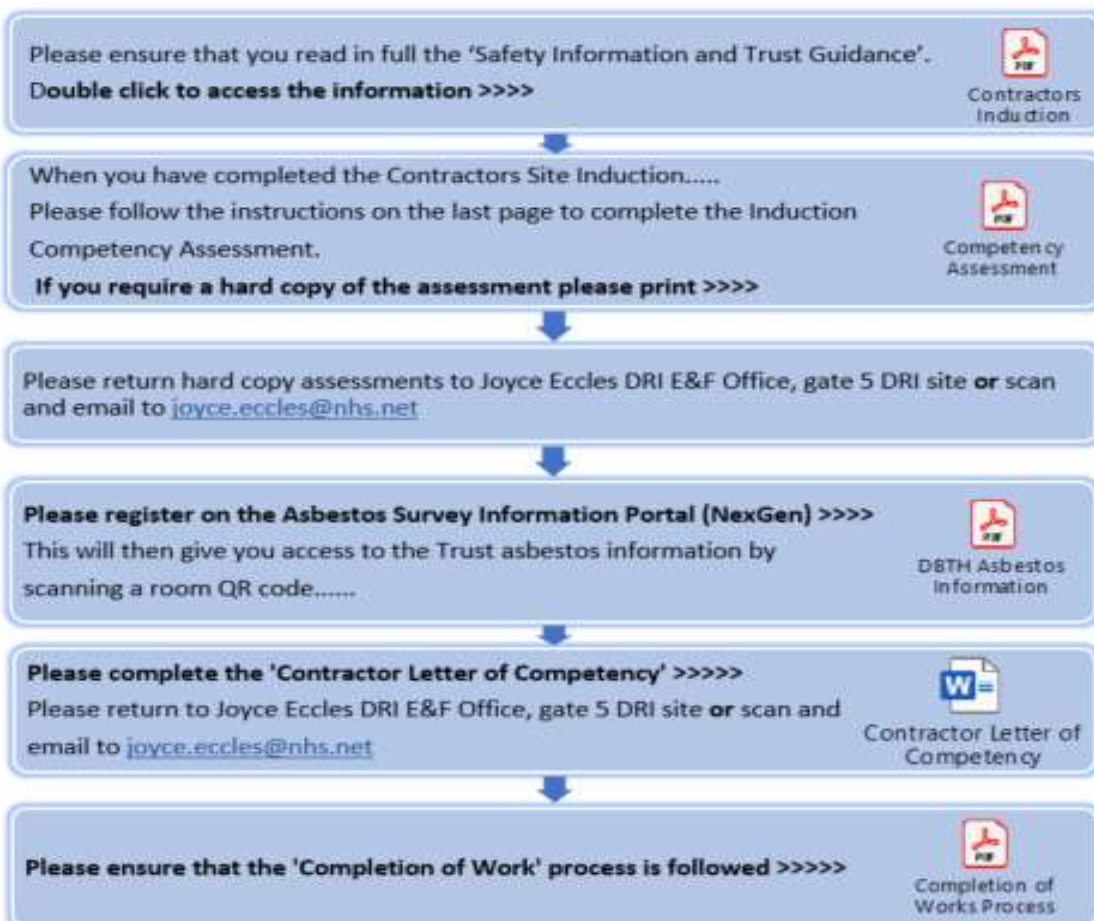 Please ensure that you read in full the ‘Safety Information and Trust Guidance’.
Double click to access the information >>>>
PDF
Contractors
Induction
When you have completed the Contractors Site Induction.....
Please follow the instructions on the last page to complete the Induction
Competency Assessment.
If you require a hard copy of the assessment please print >>>>
PDF
Competency
Assessment
Please return hard copy assessments to Joyce Eccles DRI E&F Office, gate 5 DRI site or scan
and email to joyce.eccles@nhs.net
Please register on the Asbestos Survey Information Portal (NexGen) >>>>
This will then give you access to the Trust asbestos information by
scanning a room QR code......
PDF
DBTH Asbestos
Information
Please complete the 'Contractor Letter of Competency' >>>>>
Please return to Joyce Eccles DRI E&F Office, gate 5 DRI site or scan and
email to joyce.eccles@nhs.net
W
Contractor Letter of
Competency
Please ensure that the 'Completion of Work' process is followed >>>>>
PDF
Completion of
Works Process